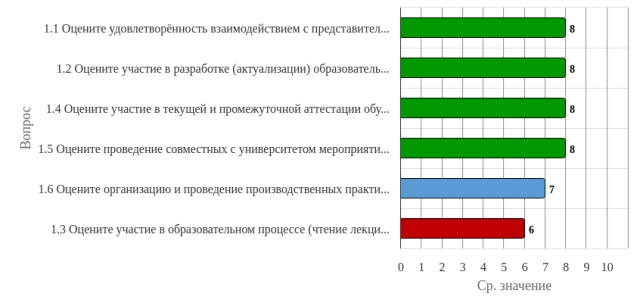 1.1 Оцените удовлетворённость взаимодействием с представител...
8
1.2 Оцените участие в разработке (актуализации) образователь...
8
1.4 Оцените участие в текущей и промежуточной аттестации обу...
8
1.5 Оцените проведение совместных с университетом мероприяти...
8
1.6 Оцените организацию и проведение производственных практи...
7
1.3 Оцените участие в образовательном процессе (чтение лекци...
6
Вопрос
0 1 2 3 4 5 6 7 8 9 10
Ср. значение